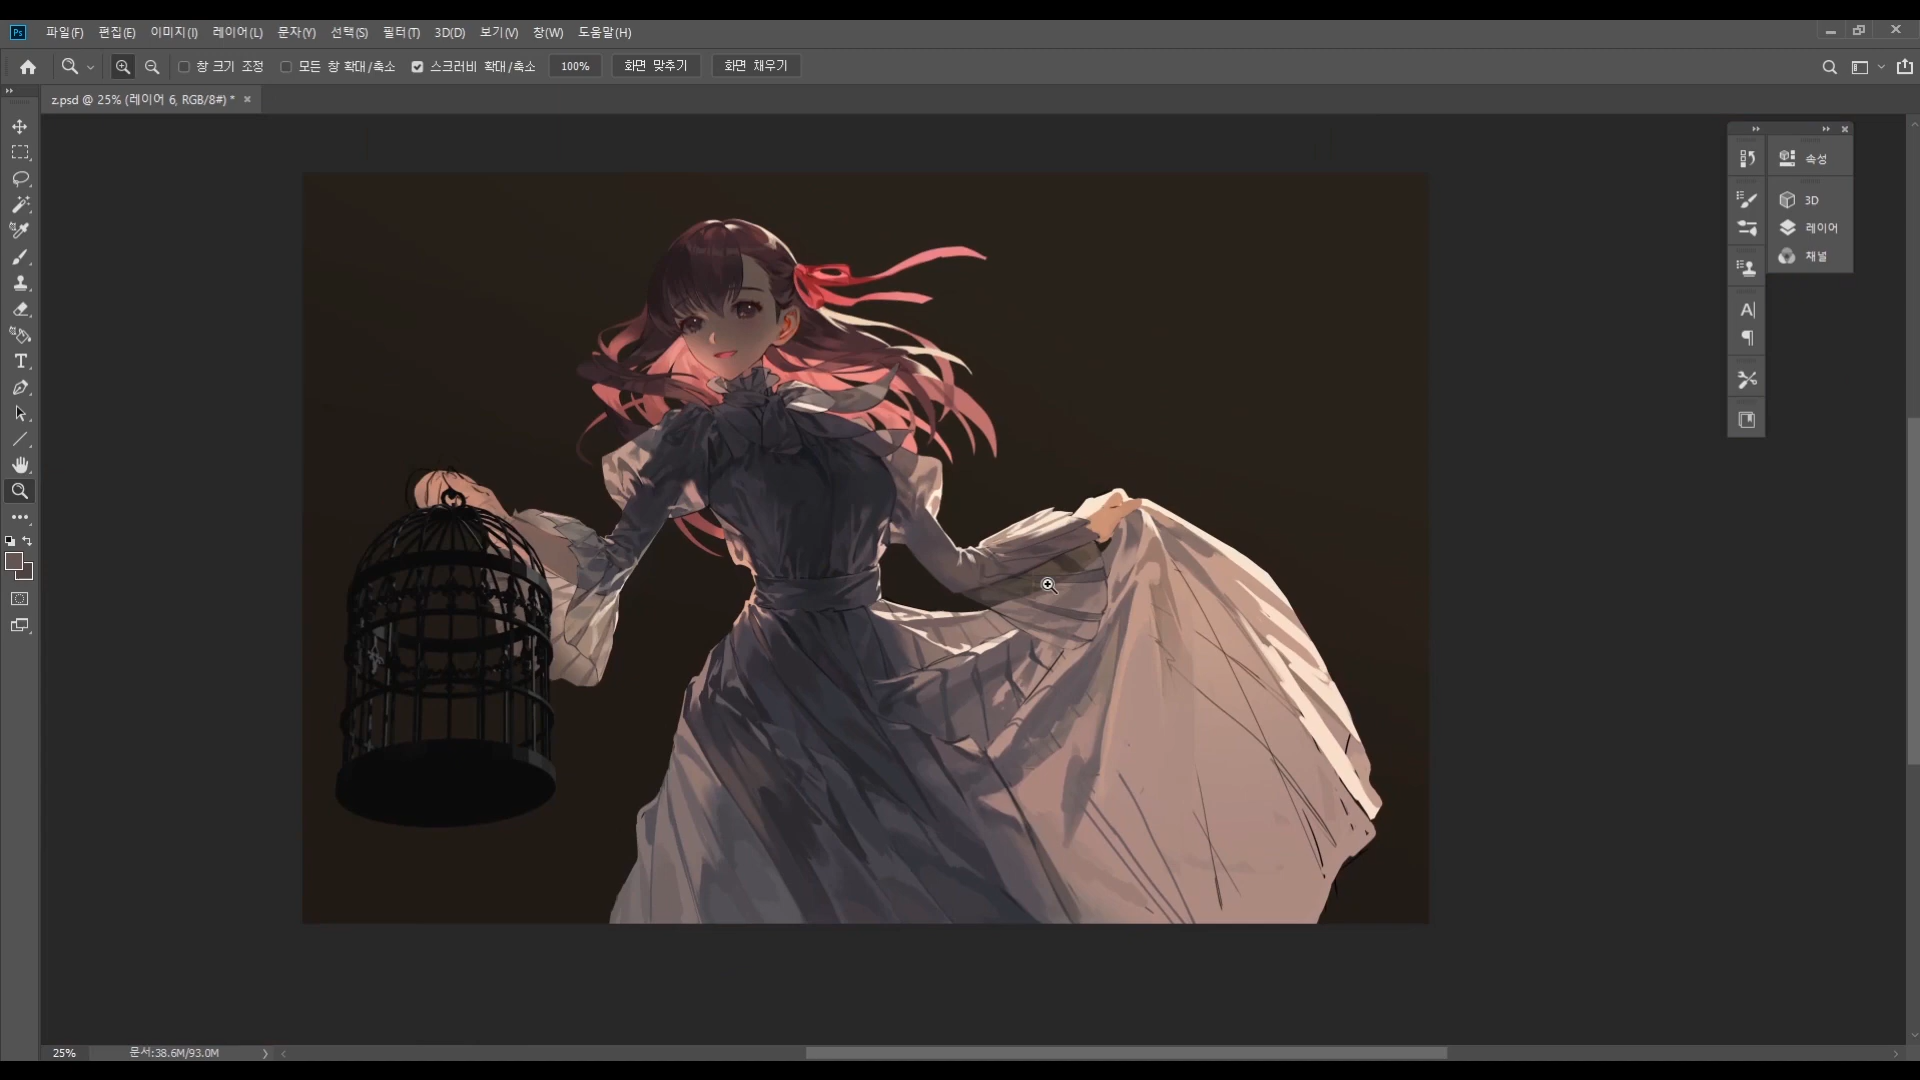 Ps 파일(F) 편집(E) 이미지(I) 레이어(L) 문자(Y) 선택(S) 필터(T) 3D(D) 보기(V) 창(W) 도움말(H)
창 크기 조정 모든 창 확대/축소 스크러비 확대/축소 100% 화면 맞추기 화면 채우기
z.psd @ 25% (레이어 6, RGB/8#) *
속성
3D
레이어
채널
25% 문서:38.6M/93.0M